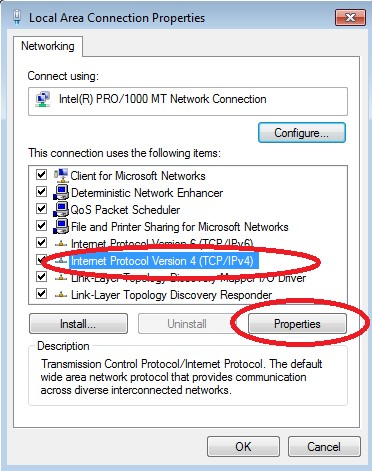 Local Area Connection Properties
Networking
Connect using:
Intel(R) PRO/1000 MT Network Connection
Configure...
This connection uses the following items:
Client for Microsoft Networks
Deterministic Network Enhancer
QoS Packet Scheduler
File and Printer Sharing for Microsoft Networks
Internet Protocol Version 6 (TCP/IPv6)
Internet Protocol Version 4 (TCP/IPv4)
Link-Layer Topology Discovery Mapper I/O Driver
Link-Layer Topology Discovery Responder
Install... Uninstall Properties
Description
Transmission Control Protocol/Internet Protocol. The default
wide area network protocol that provides communication
across diverse interconnected networks.
OK Cancel